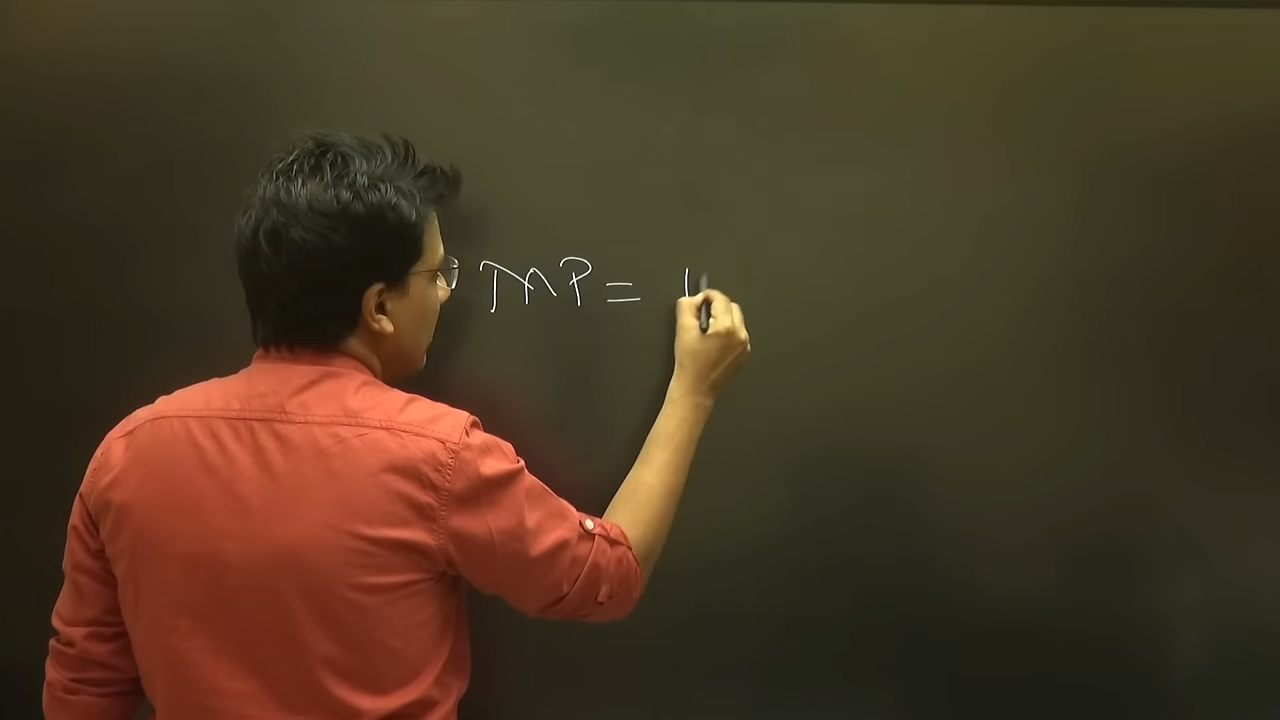 MP =